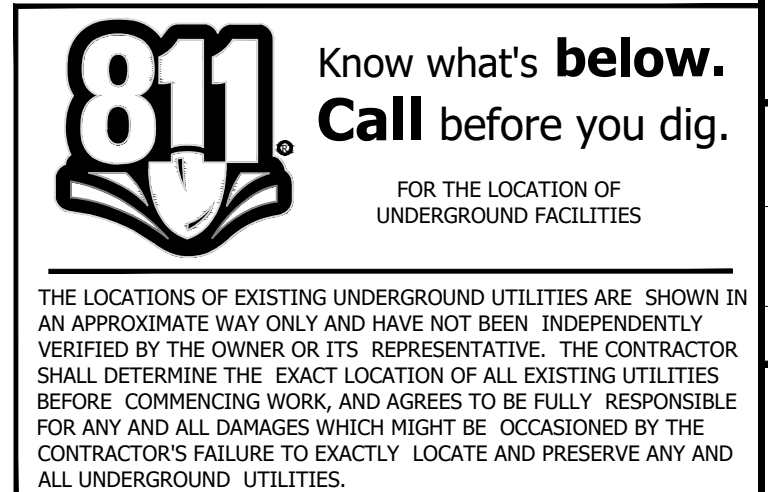 811®
Know what's below.
Call before you dig.
FOR THE LOCATION OF
UNDERGROUND FACILITIES
THE LOCATIONS OF EXISTING UNDERGROUND UTILITIES ARE SHOWN IN
AN APPROXIMATE WAY ONLY AND HAVE NOT BEEN INDEPENDENTLY
VERIFIED BY THE OWNER OR ITS REPRESENTATIVE. THE CONTRACTOR
SHALL DETERMINE THE EXACT LOCATION OF ALL EXISTING UTILITIES
BEFORE COMMENCING WORK, AND AGREES TO BE FULLY RESPONSIBLE
FOR ANY AND ALL DAMAGES WHICH MIGHT BE OCCASIONED BY THE
CONTRACTOR'S FAILURE TO EXACTLY LOCATE AND PRESERVE ANY AND
ALL UNDERGROUND UTILITIES.